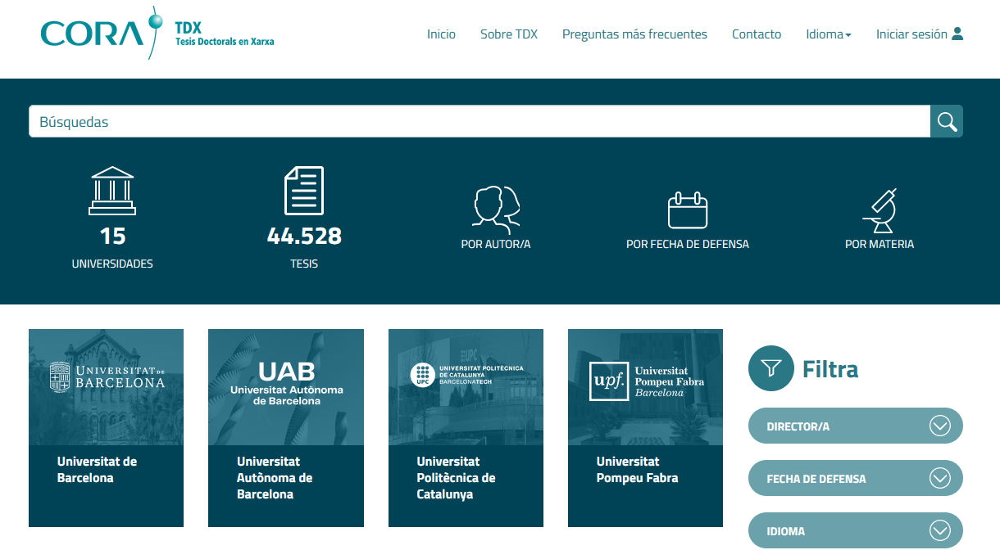 CORA
TDX
Tesis Doctorals en Xarxa
Inicio
Sobre TDX
Preguntas más frecuentes
Contacto
Idioma
Iniciar sesión
Búsquedas
15
UNIVERSIDADES
44.528
TESIS
POR AUTOR/A
POR FECHA DE DEFENSA
POR MATERIA
UNIVERSITAT DE
BARCELONA
Universitat de
Barcelona
UAB
Universitat Autònoma
de Barcelona
Universitat
Autònoma de
Barcelona
UPC
UPC
UNIVERSITAT POLITÈCNICA
DE CATALUNYA
BARCELONATECH
Universitat
Politècnica de
Catalunya
upf.
Universitat
Pompeu Fabra
Barcelona
Universitat
Pompeu Fabra
Filtra
DIRECTOR/A
FECHA DE DEFENSA
IDIOMA